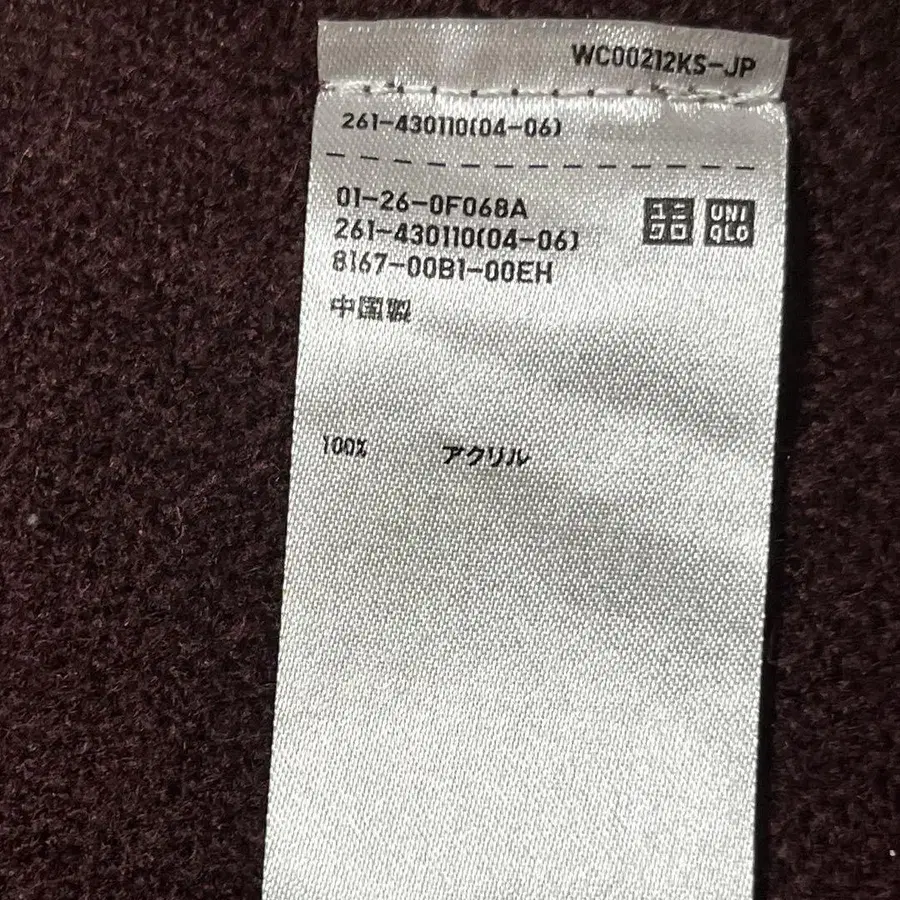 WC00212KS-JP
261-430110(04-06)
01-26-0F068A
261-430110(04-06)
8167-00B1-00EH
ユニ
クロ
UNI
QLO
中国製
100% アクリル